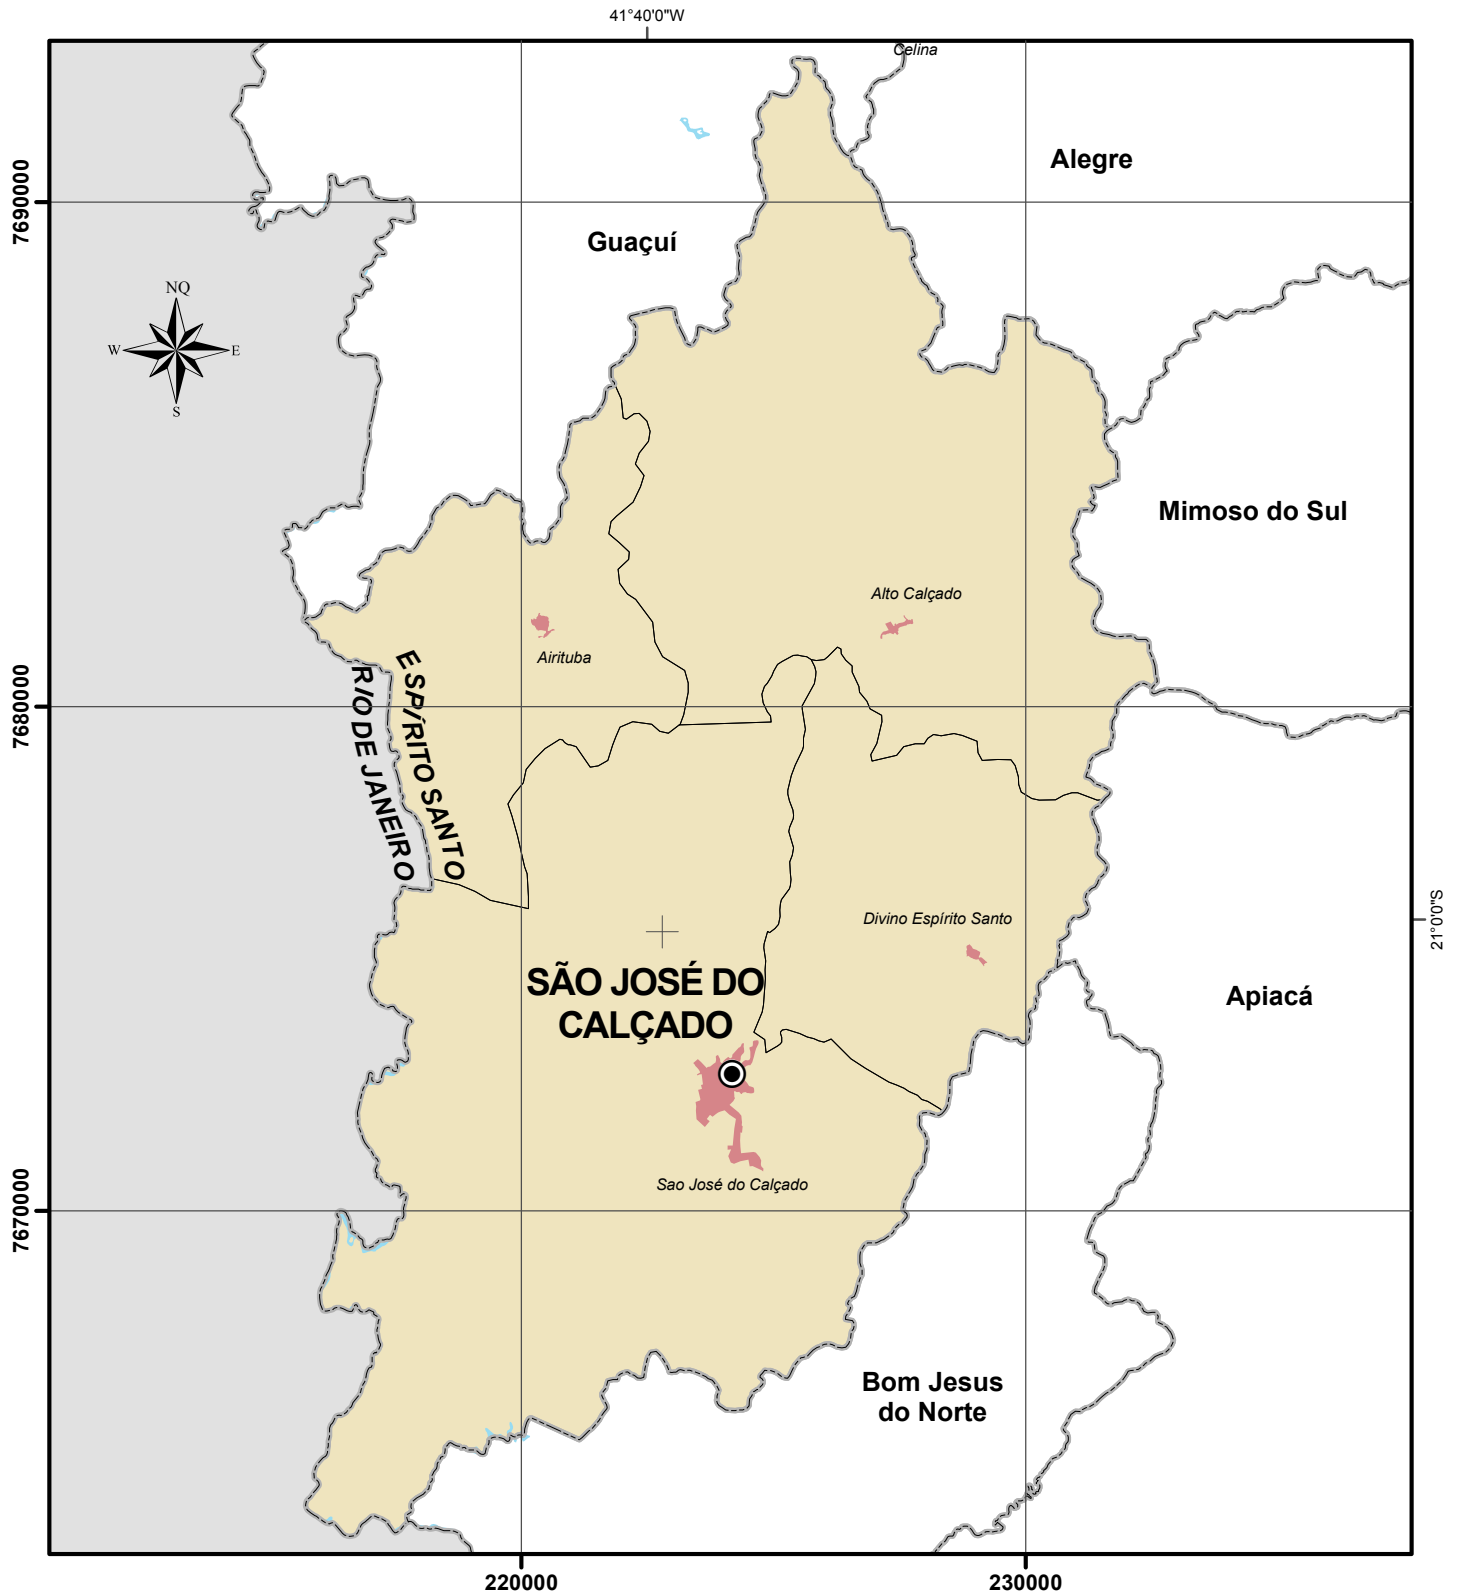 41°40'0"W
Celina
Alegre
7690000
Guaçuí
NQ
W
E
S
Mimoso do Sul
Alto Calçado
Airituba
ESPÍRITO SANTO
RIO DE JANEIRO
7680000
21°0'0"S
Divino Espírito Santo
SÃO JOSÉ DO
CALÇADO
Apiacá
Sao José do Calçado
7670000
Bom Jesus
do Norte
220000
230000